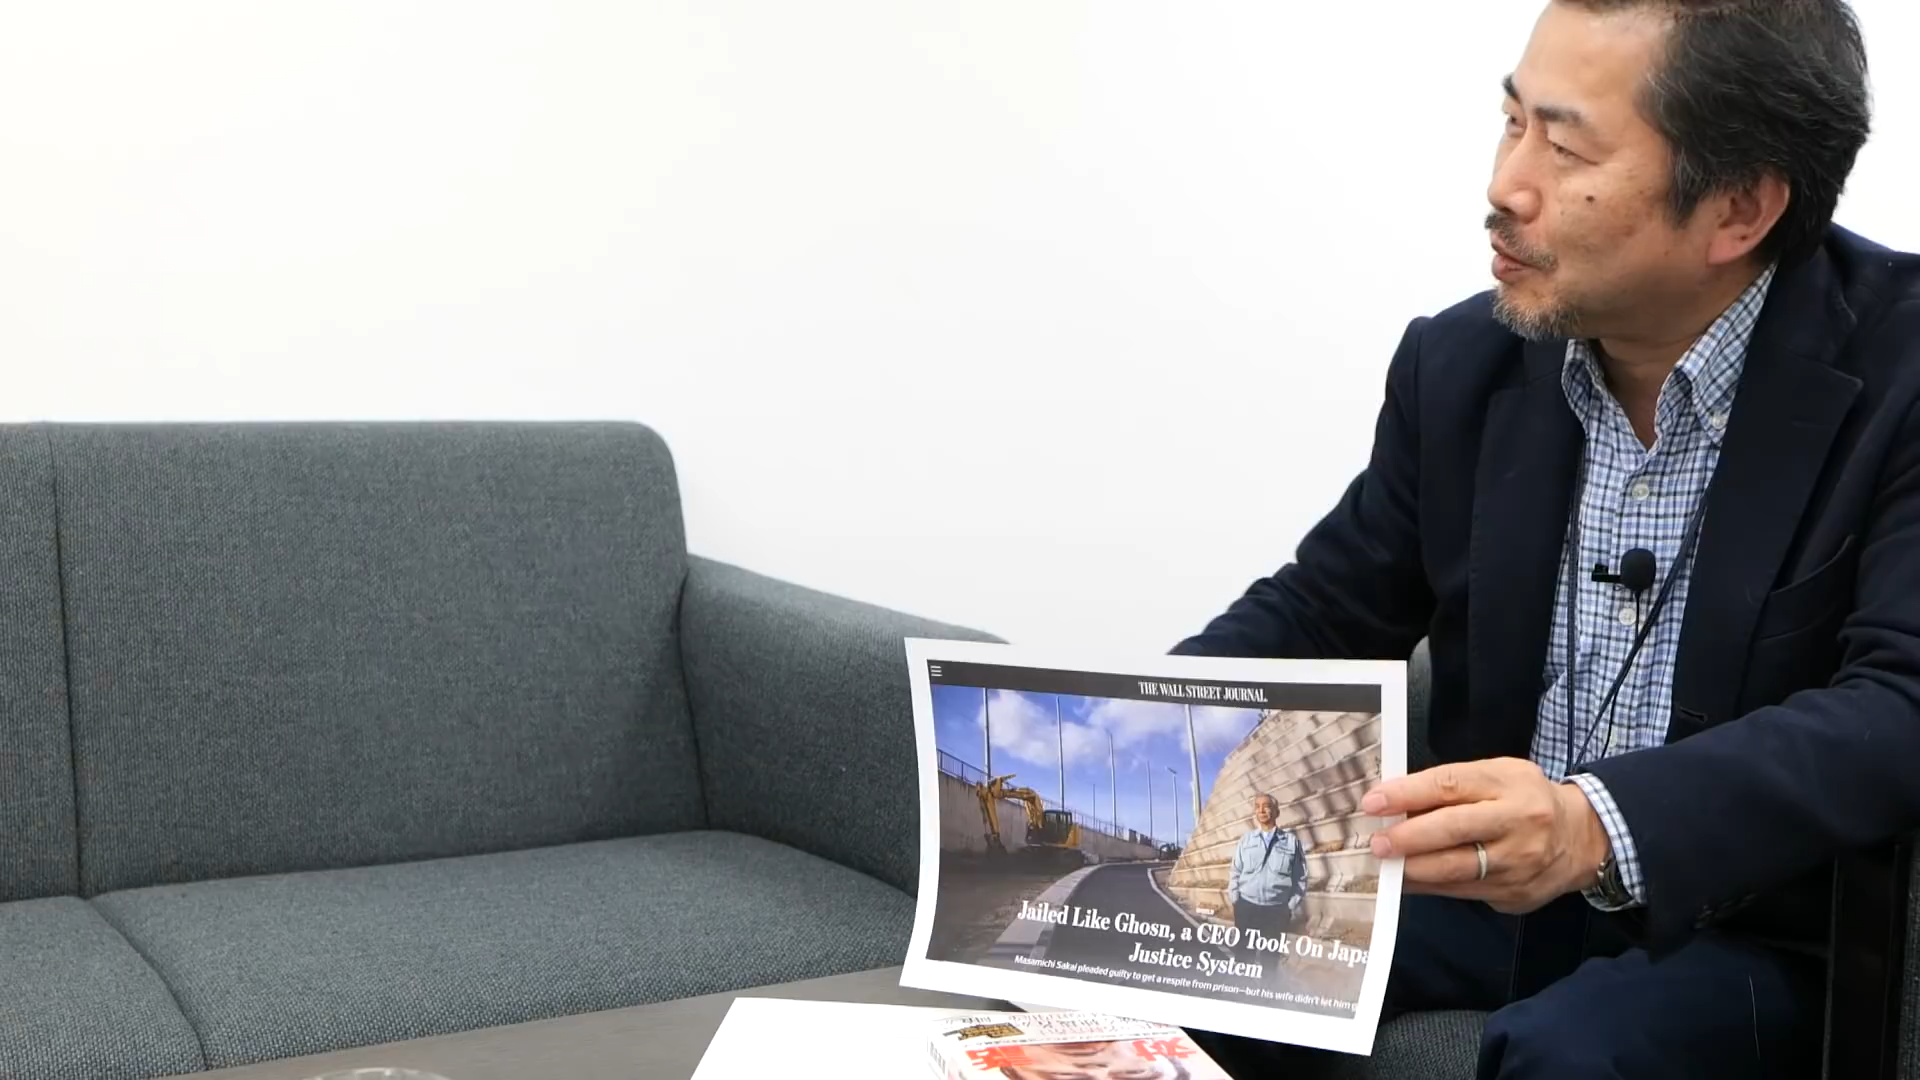 THE WALL STREET JOURNAL.
WORLD
Jailed Like Ghosn, a CEO Took On Japa
Justice System
Masamichi Sakai pleaded guilty to get a respite from prison—but his wife didn't let him g